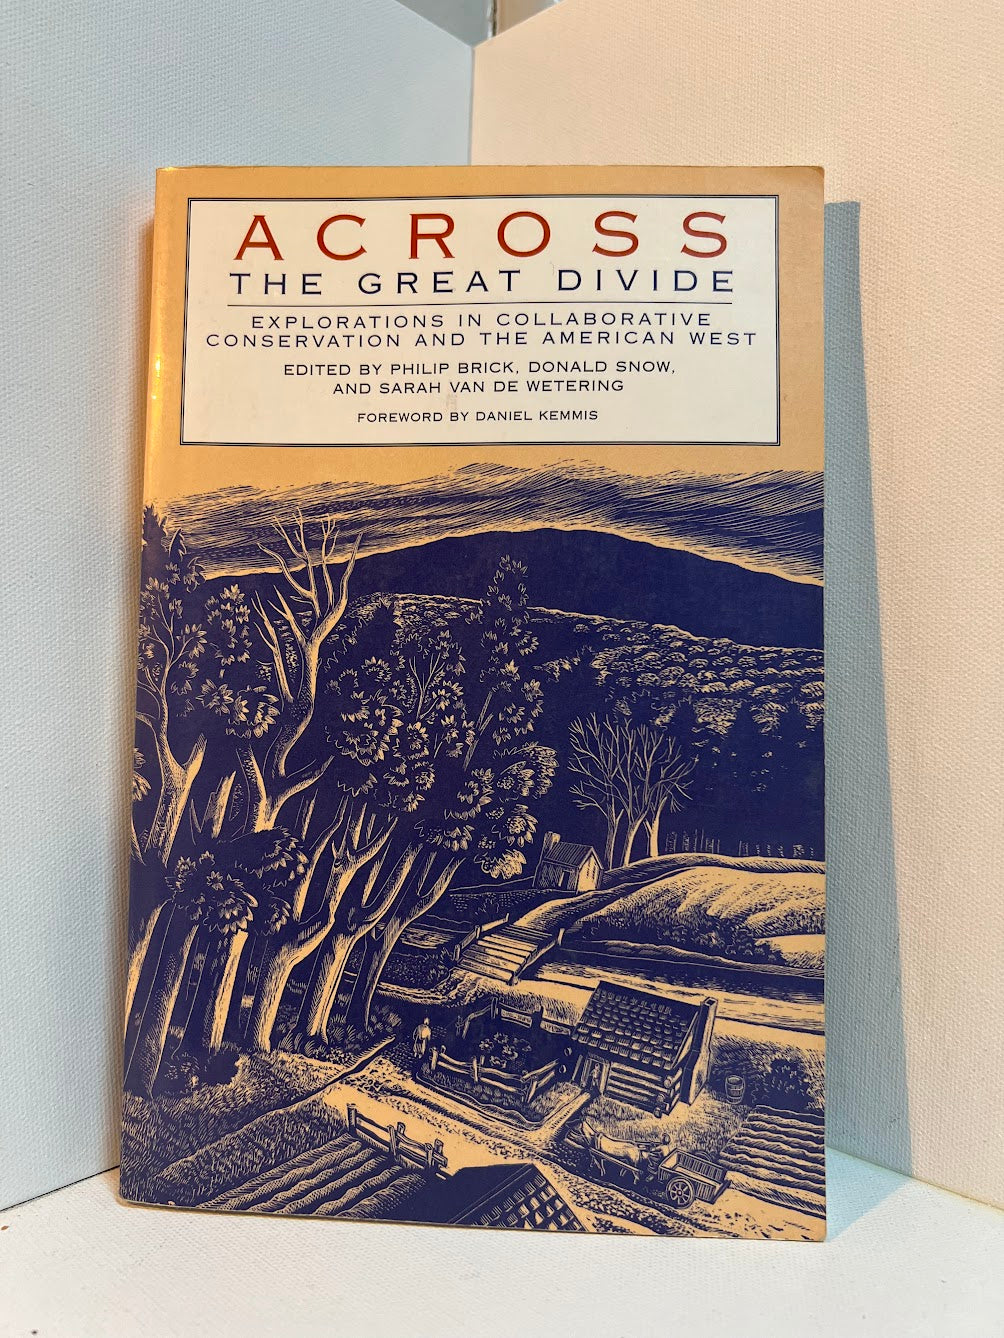 ACROSS
THE GREAT DIVIDE
EXPLORATIONS IN COLLABORATIVE
CONSERVATION AND THE AMERICAN WEST
EDITED BY PHILIP BRICK, DONALD SNOW,
AND SARAH VAN DE WETERING
FOREWORD BY DANIEL KEMMIS